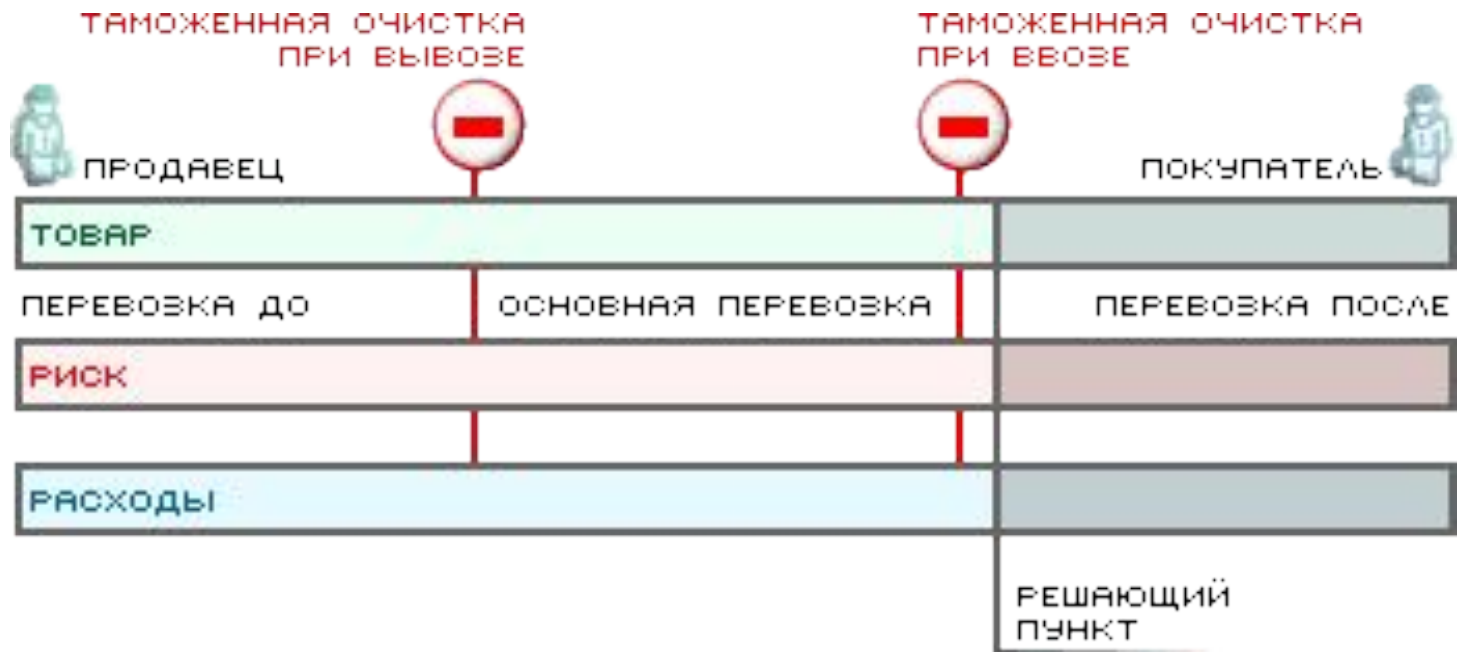 ТАМОЖЕННАЯ ОЧИСТКА
ПРИ ВЫВОЗЕ
ТАМОЖЕННАЯ ОЧИСТКА
ПРИ ВВОЗЕ
ПРОДАВЕЦ
ПОКУПАТЕЛЬ
ТОВАР
ПЕРЕВОЗКА ДО
ОСНОВНАЯ ПЕРЕВОЗКА
ПЕРЕВОЗКА ПОСЛЕ
РИСК
РАСХОДЫ
РЕШАЮЩИЙ
ПУНКТ